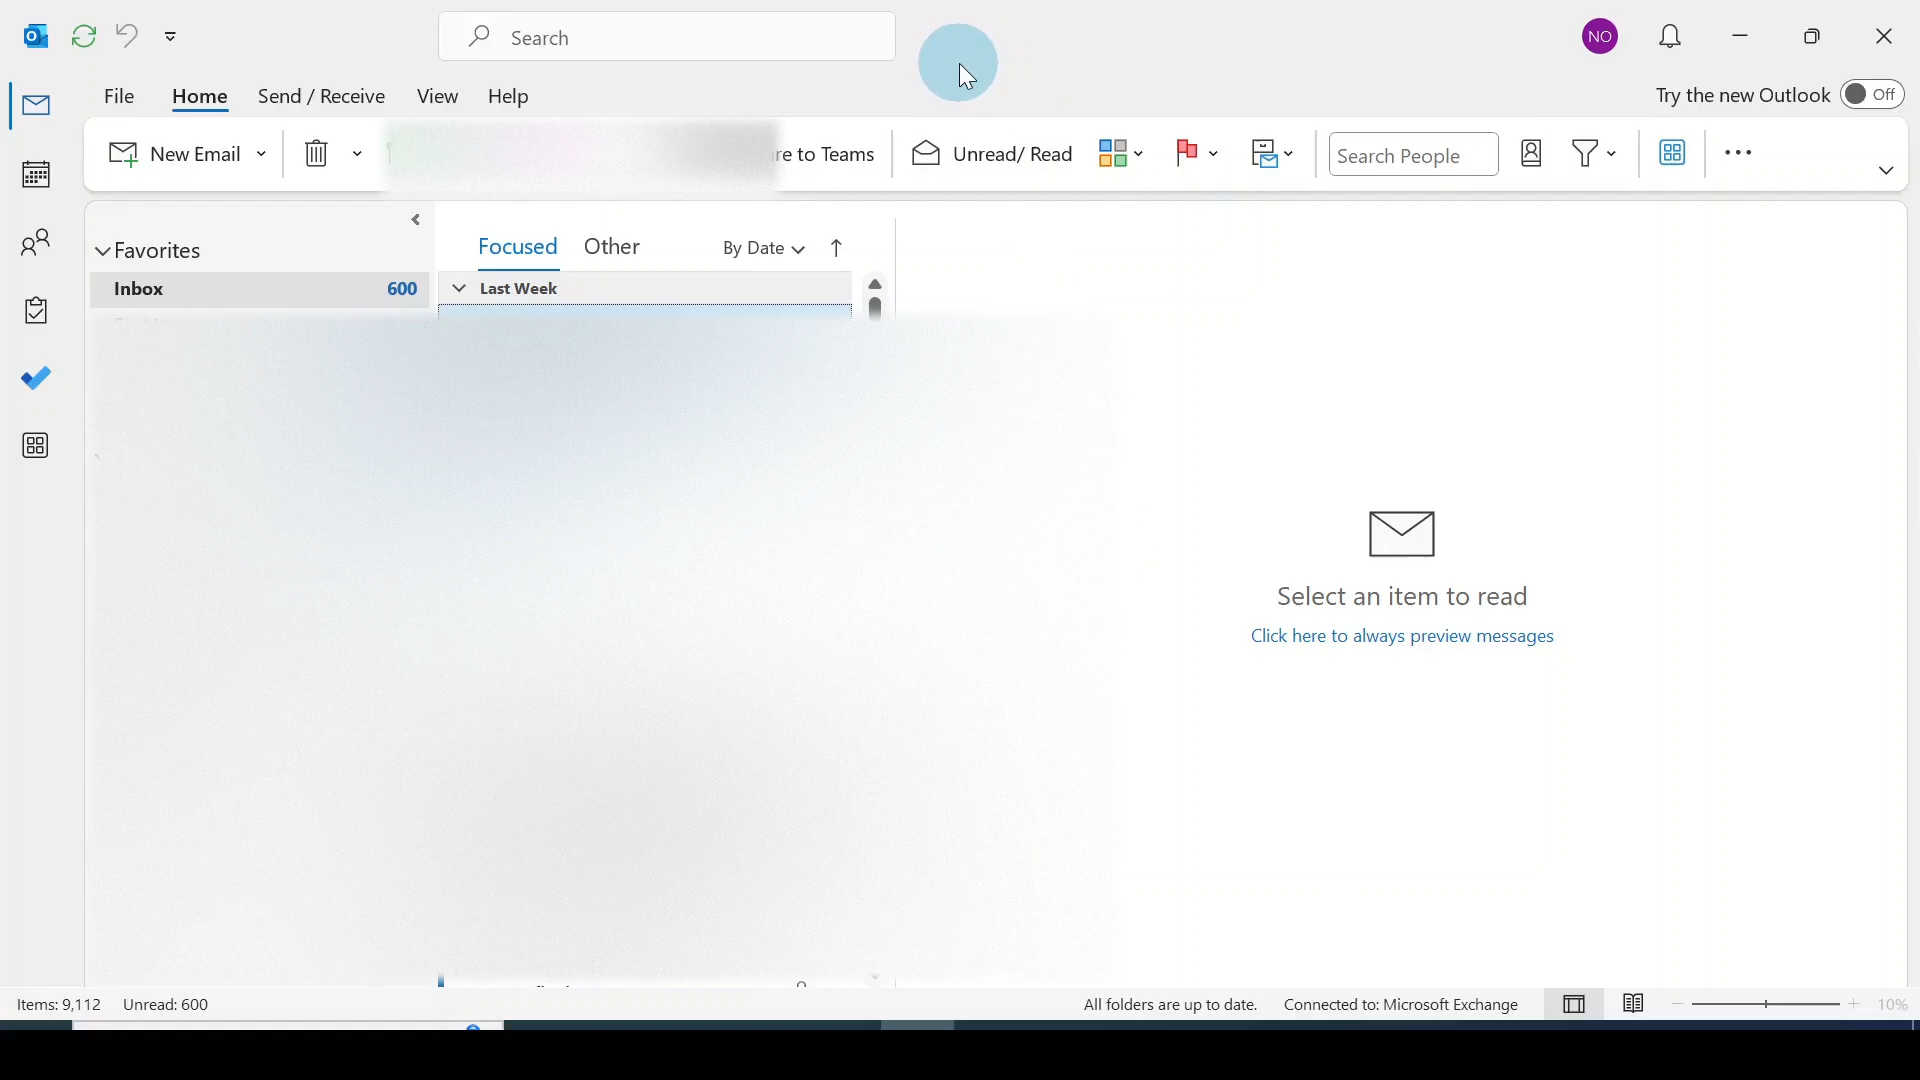 Search
NO
File Home Send / Receive View Help
Try the new Outlook Off
New Email
re to Teams
Unread/ Read
Search People
Favorites
Focused Other By Date
Inbox 600
Last Week
Select an item to read
Click here to always preview messages
Items: 9,112 Unread: 600
All folders are up to date. Connected to: Microsoft Exchange
10%